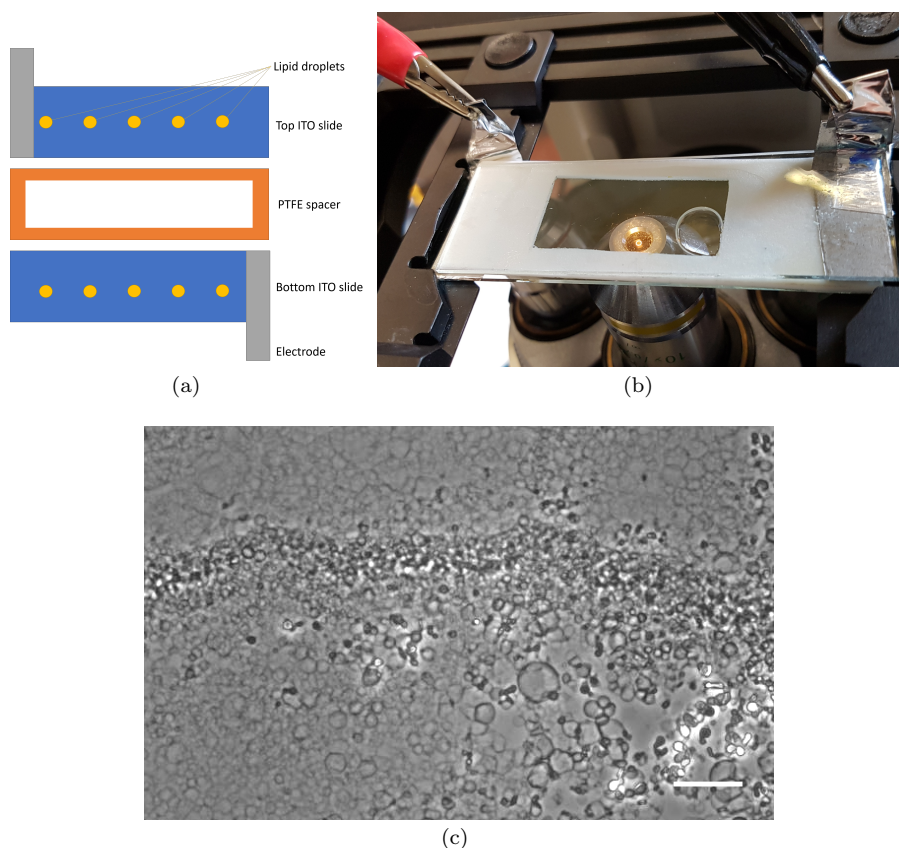 Lipid droplets
Top ITO slide
PTFE spacer
Bottom ITO slide
Electrode
(a)
(b)
(c)